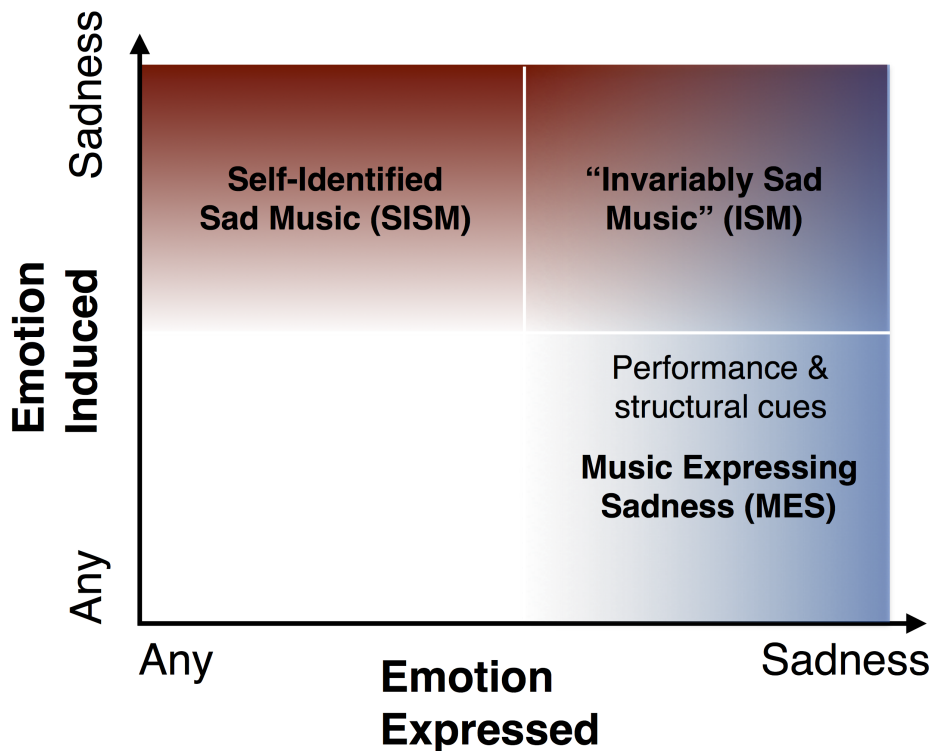 Sadness
Emotion
Induced
Any
Self-Identified
Sad Music (SISM)
“Invariably Sad
Music” (ISM)
Performance &
structural cues
Music Expressing
Sadness (MES)
Any
Emotion
Expressed
Sadness